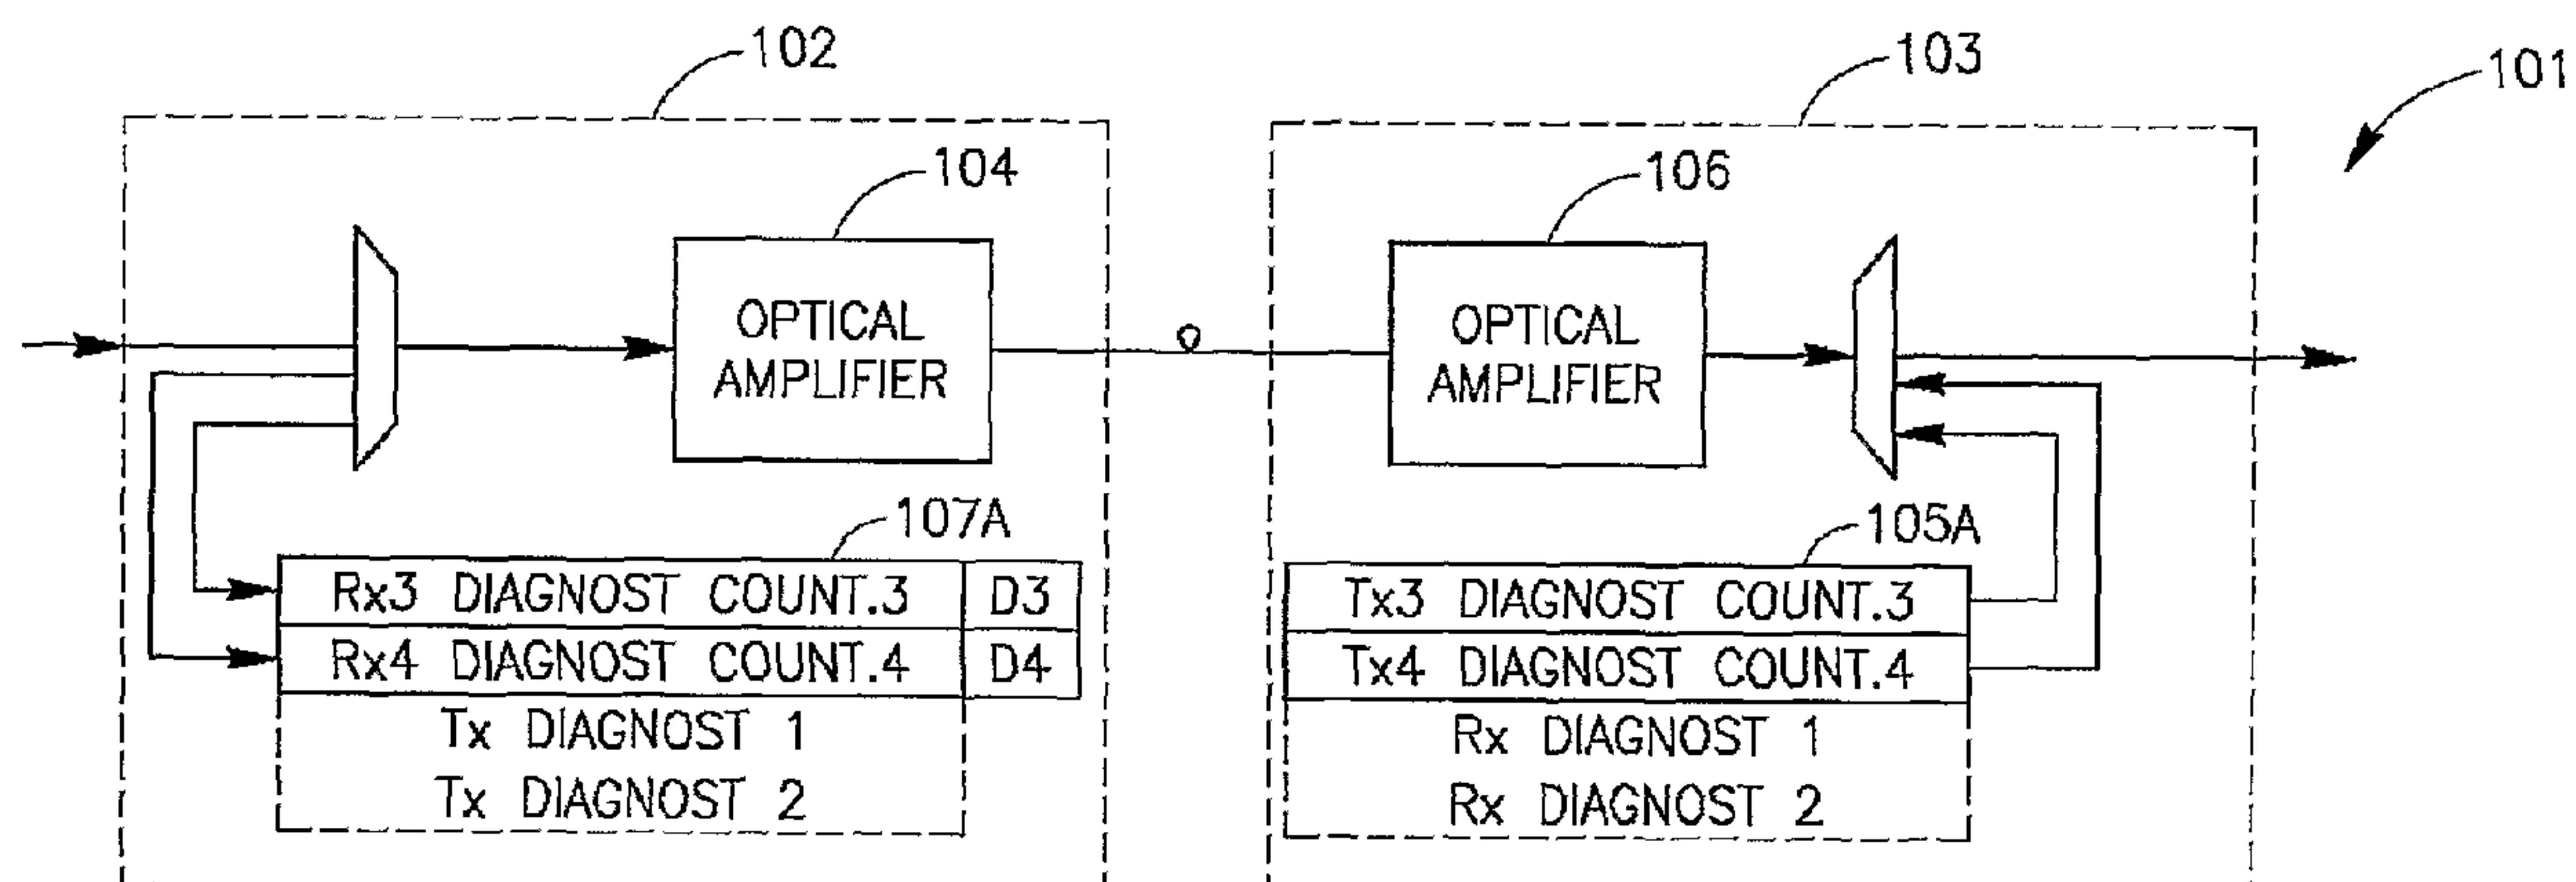 102
103
101
104
106
OPTICAL
AMPLIFIER
OPTICAL
AMPLIFIER
107A
105A
Rx3 DIAGNOST COUNT.3 D3
Rx4 DIAGNOST COUNT.4 D4
Tx DIAGNOST 1
Tx DIAGNOST 2
Tx3 DIAGNOST COUNT.3
Tx4 DIAGNOST COUNT.4
Rx DIAGNOST 1
Rx DIAGNOST 2